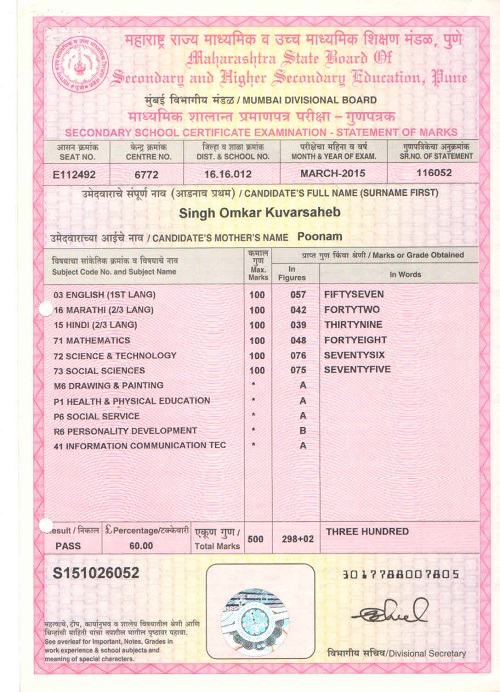 महाराष्ट्र राज्य माध्यमिक व उच्च माध्यमिक शिक्षण मंडळ, पुणे
Maharashtra State Board Of
Secondary and Higher Secondary Education, Pune
मुंबई विभागीय मंडळ / MUMBAI DIVISIONAL BOARD
माध्यमिक शालान्त प्रमाणपत्र परीक्षा – गुणपत्रक
SECONDARY SCHOOL CERTIFICATE EXAMINATION - STATEMENT OF MARKS
आसन क्रमांक केन्द्र क्रमांक जिल्हा व शाळा क्रमांक परीक्षेचा महिना व वर्ष गुणपत्रिकेचा अनुक्रमांक
SEAT NO. CENTRE NO. DIST. & SCHOOL NO. MONTH & YEAR OF EXAM. SR.NO. OF STATEMENT
E112492 6772 16.16.012 MARCH-2015 116052
उमेदवाराचे संपूर्ण नाव (आडनाव प्रथम) / CANDIDATE'S FULL NAME (SURNAME FIRST)
Singh Omkar Kuvarsaheb
उमेदवाराच्या आईचे नाव / CANDIDATE'S MOTHER'S NAME Poonam
विषयाचा सांकेतिक क्रमांक व विषयाचे नाव
Subject Code No. and Subject Name
कमाल
गुण
Max.
Marks
प्राप्त गुण किंवा श्रेणी / Marks or Grade Obtained
In
Figures
In Words
03 ENGLISH (1ST LANG) 100 057 FIFTYSEVEN
16 MARATHI (2/3 LANG) 100 042 FORTYTWO
15 HINDI (2/3 LANG) 100 039 THIRTYNINE
71 MATHEMATICS 100 048 FORTYEIGHT
72 SCIENCE & TECHNOLOGY 100 076 SEVENTYSIX
73 SOCIAL SCIENCES 100 075 SEVENTYFIVE
M6 DRAWING & PAINTING * A
P1 HEALTH & PHYSICAL EDUCATION * A
P6 SOCIAL SERVICE * A
R6 PERSONALITY DEVELOPMENT * B
41 INFORMATION COMMUNICATION TEC * A
esult / निकाल £ Percentage/टक्केवारी एकूण गुण / 500 298+02 THREE HUNDRED
PASS 60.00 Total Marks
S151026052
3017788007805
महत्वाचे, टीप, कार्यानुभव व शालेय विषयातील श्रेणी आणि
चिन्हांची माहिती यांचा तपशील मागील पृष्ठावर पहावा.
See overleaf for Important, Notes, Grades in
work experience & school subjects and
meaning of special characters.
विभागीय सचिव/Divisional Secretary